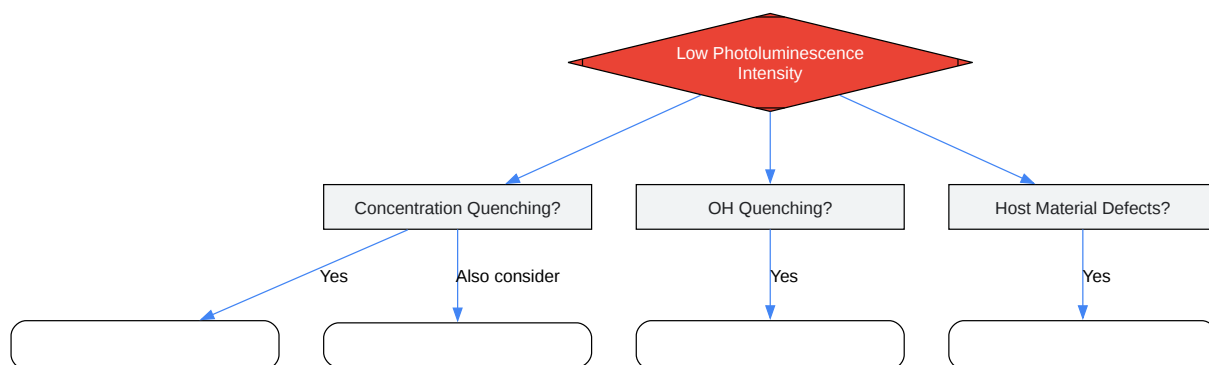 Low Photoluminescence
Intensity
Concentration Quenching?
OH Quenching?
Host Material Defects?
Yes
Also consider
Yes
Yes